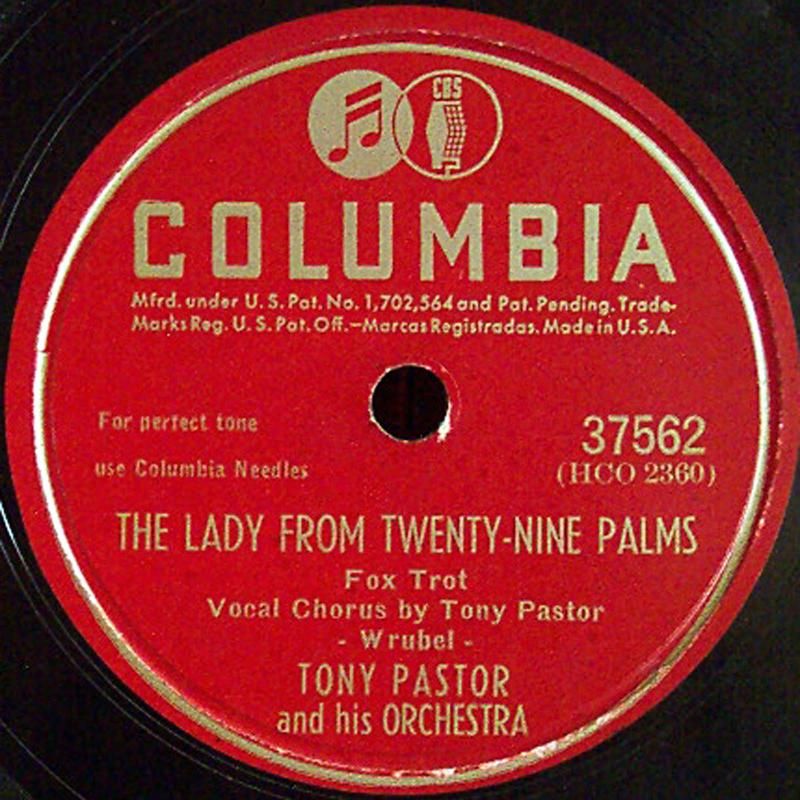 CBS
COLUMBIA
Mfrd. under U.S. Pat. No. 1,702,564 and Pat. Pending. Trade-
Marks Reg. U.S. Pat. Off.—Marcas Registradas. Made in U.S.A.
For perfect tone
use Columbia Needles
37562
(HCO 2360)
THE LADY FROM TWENTY-NINE PALMS
Fox Trot
Vocal Chorus by Tony Pastor
- Wrubel -
TONY PASTOR
and his ORCHESTRA